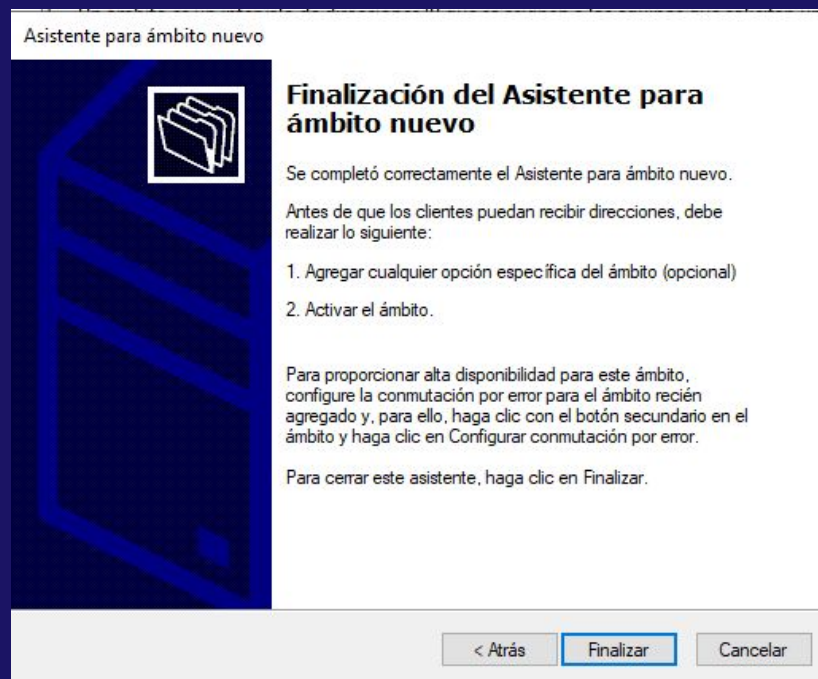 Asistente para ámbito nuevo
Finalización del Asistente para
ámbito nuevo
Se completó correctamente el Asistente para ámbito nuevo.
Antes de que los clientes puedan recibir direcciones, debe
realizar lo siguiente:
1. Agregar cualquier opción específica del ámbito (opcional)
2. Activar el ámbito.
Para proporcionar alta disponibilidad para este ámbito,
configure la conmutación por error para el ámbito recién
agregado y, para ello, haga clic con el botón secundario en el
ámbito y haga clic en Configurar conmutación por error.
Para cerrar este asistente, haga clic en Finalizar.
< Atrás Finalizar Cancelar